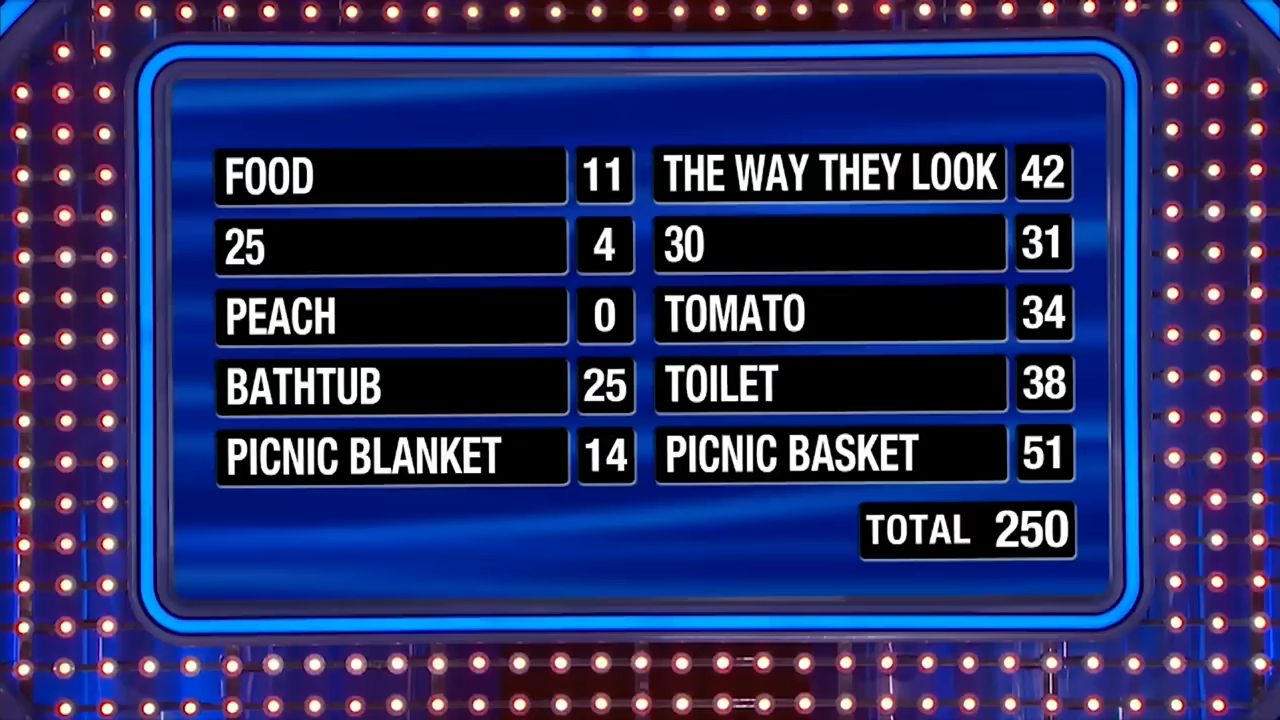 FOOD 11 THE WAY THEY LOOK 42
25 4 30 31
PEACH 0 TOMATO 34
BATHTUB 25 TOILET 38
PICNIC BLANKET 14 PICNIC BASKET 51
TOTAL 250